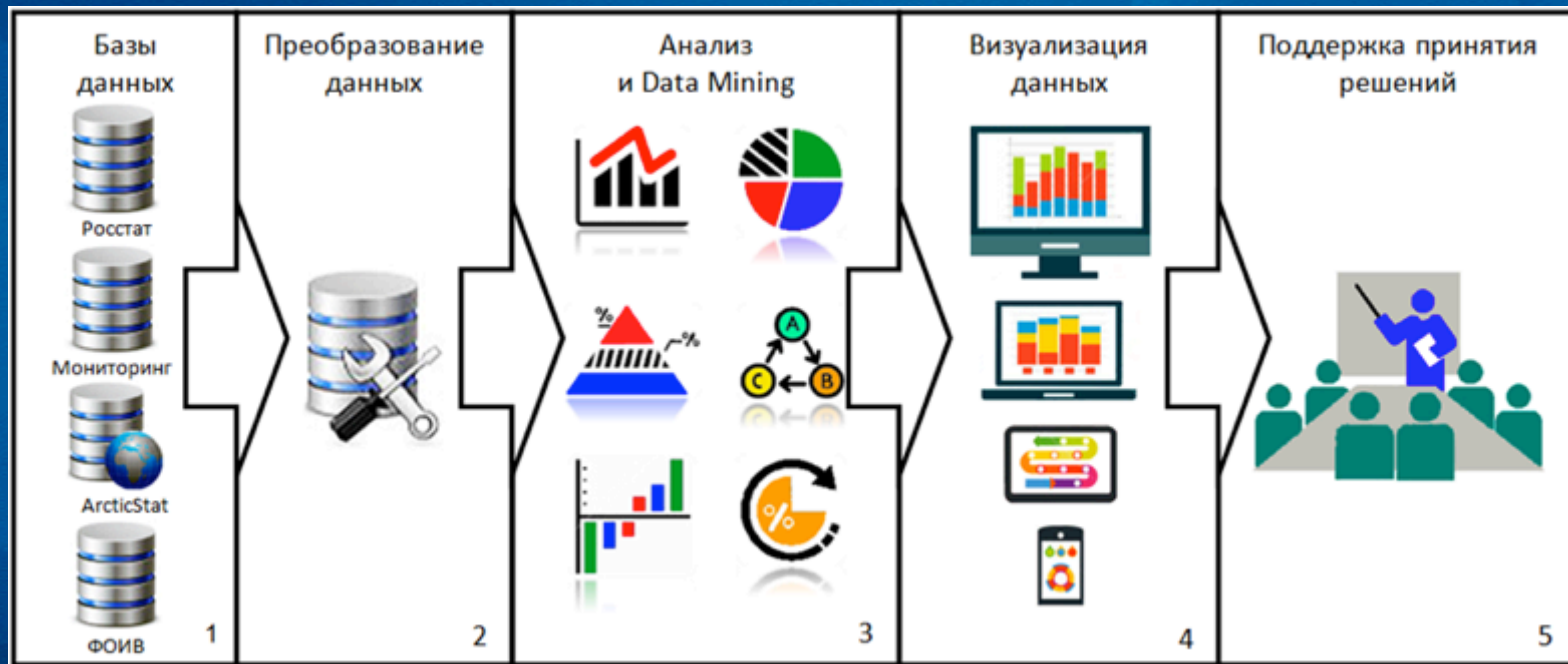 Базы
данных
Росстат
Мониторинг
ArcticStat
ФОИВ
1
Преобразование
данных
2
Анализ
и Data Mining
%
%
A
C
B
%
3
Визуализация
данных
4
Поддержка принятия
решений
5